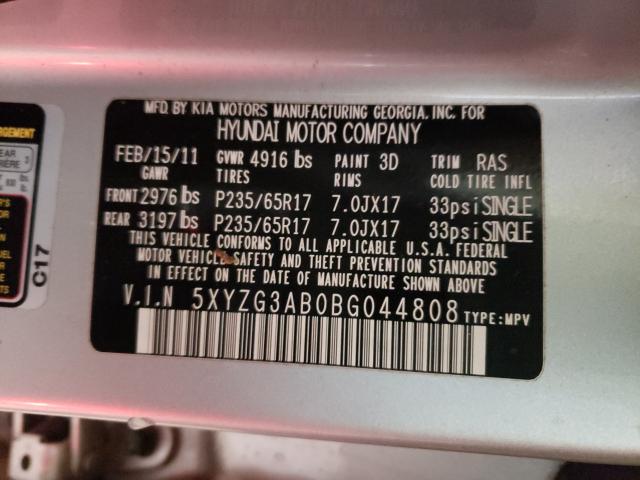 MFD. BY KIA MOTORS MANUFACTURING GEORGIA, INC. FOR
HYUNDAI MOTOR COMPANY
FEB/15/11 GVWR 4916 lbs PAINT 3D TRIM RAS
GAWR TIRES RIMS COLD TIRE INFL
FRONT 2976 lbs P235/65R17 7.0JX17 33psi SINGLE
REAR 3197 lbs P235/65R17 7.0JX17 33psi SINGLE
THIS VEHICLE CONFORMS TO ALL APPLICABLE U.S.A. FEDERAL
MOTOR VEHICLE SAFETY AND THEFT PREVENTION STANDARDS
IN EFFECT ON THE DATE OF MANUFACTURE SHOWN ABOVE
V.I.N 5XYZG3AB0BG044808 TYPE:MPV
C17